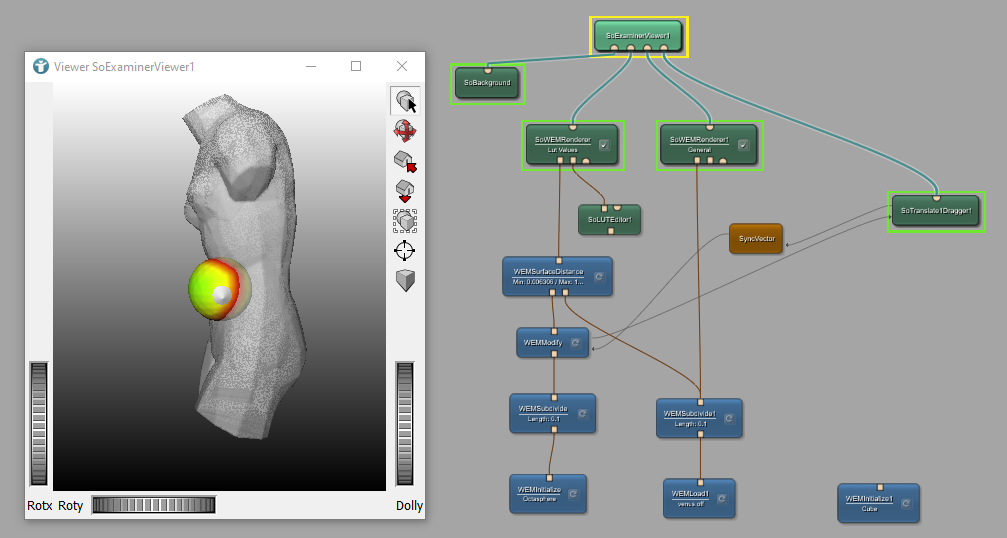 Viewer SoExaminerViewer1
Rotx Roty
Dolly
SoExaminerViewer1
SoBackground
SoWEMRenderer
Lut Values
SoWEMRenderer1
General
SoLUTEditor1
SoTranslate1Dragger1
SyncVector
WEMSurfaceDistance
Min: 0.006306 / Max: 1...
WEMModify
WEMSubdivide
Length: 0.1
WEMSubdivide1
Length: 0.1
WEMInitialize
Octasphere
WEMLoad1
venus.off
WEMInitialize1
Cube